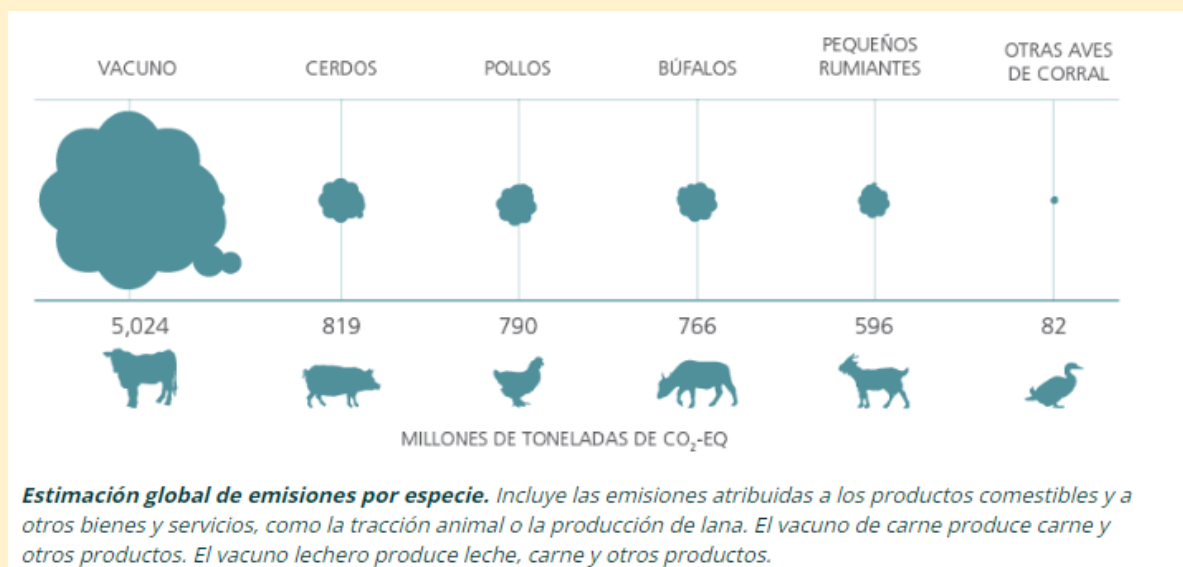 VACUNO
CERDOS
POLLOS
BÚFALOS
PEQUEÑOS
RUMIANTES
OTRAS AVES
DE CORRAL
5,024
819
790
766
596
82
MILLONES DE TONELADAS DE CO₂-EQ
Estimación global de emisiones por especie. Incluye las emisiones atribuidas a los productos comestibles y a
otros bienes y servicios, como la tracción animal o la producción de lana. El vacuno de carne produce carne y
otros productos. El vacuno lechero produce leche, carne y otros productos.